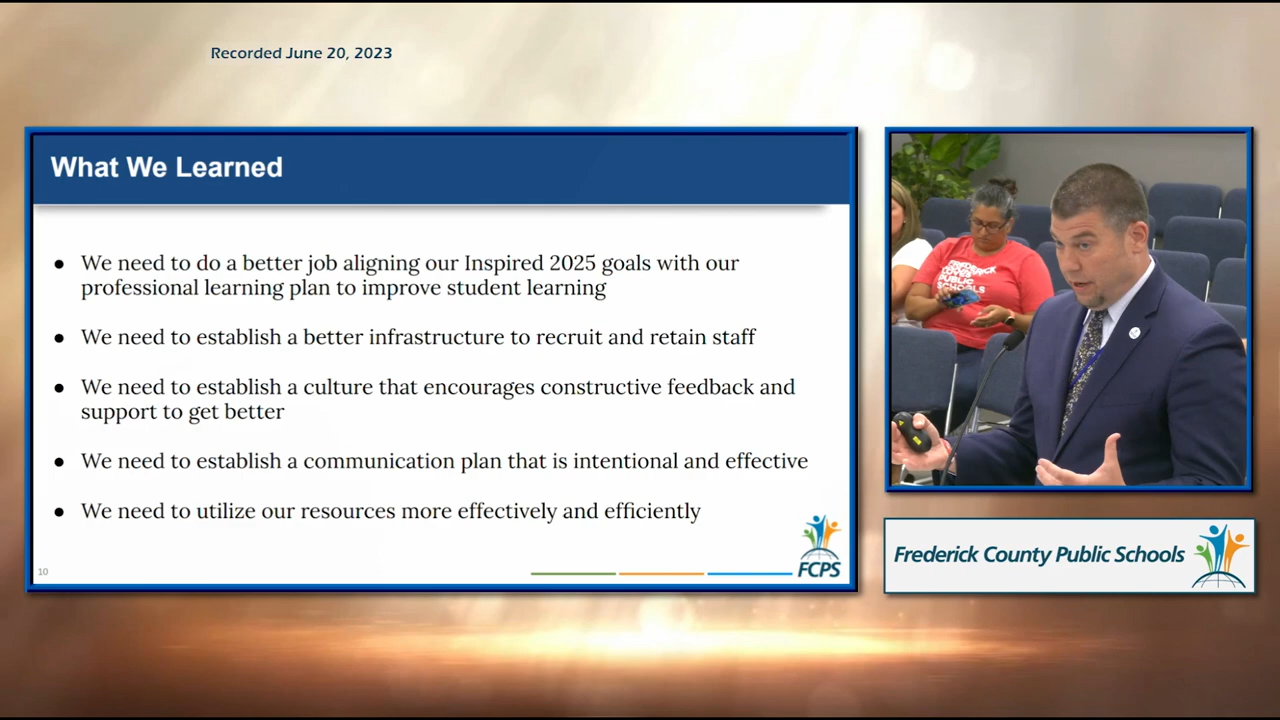 Recorded June 20, 2023
What We Learned
● We need to do a better job aligning our Inspired 2025 goals with our
professional learning plan to improve student learning
● We need to establish a better infrastructure to recruit and retain staff
● We need to establish a culture that encourages constructive feedback and
support to get better
● We need to establish a communication plan that is intentional and effective
● We need to utilize our resources more effectively and efficiently
10
FCPS
FREDERICK
LOVES
PUBLIC
SCHOOLS
Frederick County Public Schools